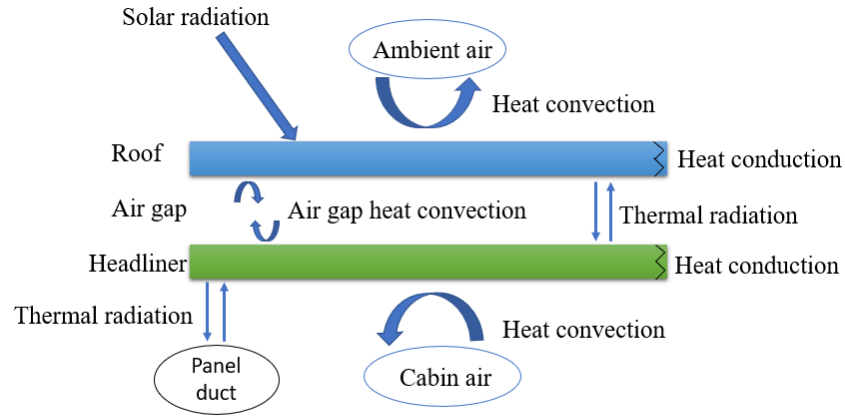 Solar radiation
Ambient air
Heat convection
Roof
Heat conduction
Air gap
Air gap heat convection
Thermal radiation
Headliner
Heat conduction
Thermal radiation
Heat convection
Panel
duct
Cabin air